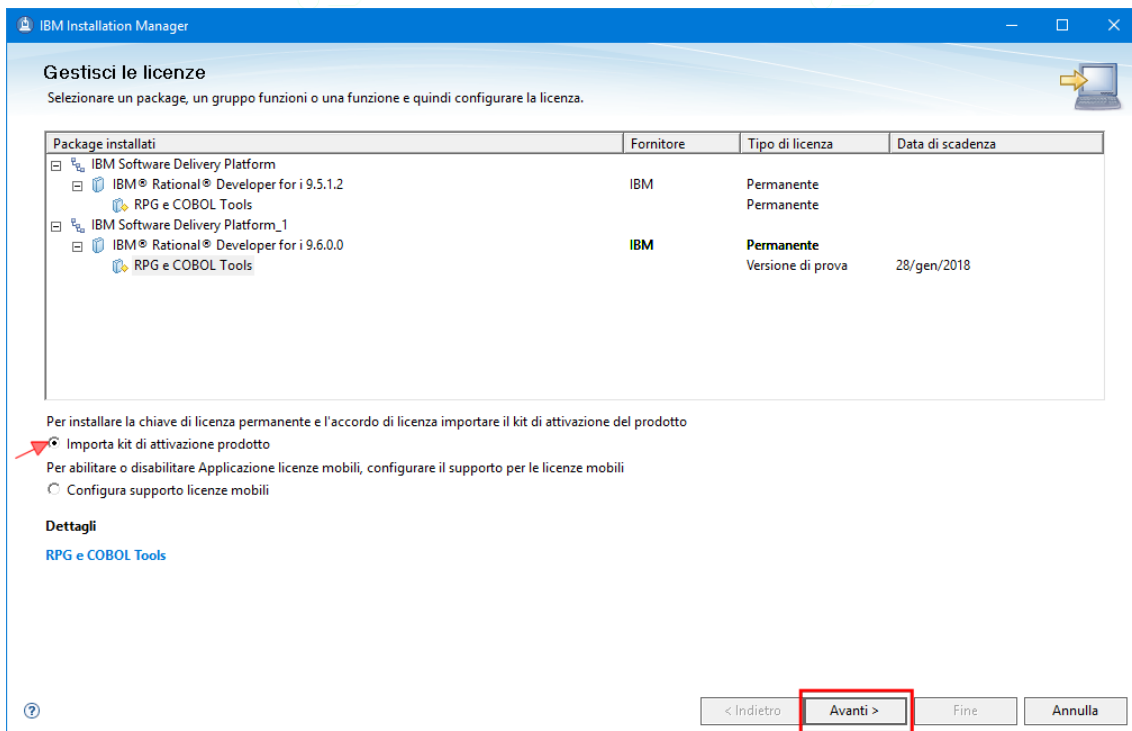 IBM Installation Manager
Gestisci le licenze
Selezionare un package, un gruppo funzioni o una funzione e quindi configurare la licenza.
Package installati Fornitore Tipo di licenza Data di scadenza
IBM Software Delivery Platform
IBM® Rational® Developer for i 9.5.1.2 IBM Permanente
RPG e COBOL Tools Permanente
IBM Software Delivery Platform_1
IBM® Rational® Developer for i 9.6.0.0 IBM Permanente
RPG e COBOL Tools Versione di prova 28/gen/2018
Per installare la chiave di licenza permanente e l'accordo di licenza importare il kit di attivazione del prodotto
Importa kit di attivazione prodotto
Per abilitare o disabilitare Applicazione licenze mobili, configurare il supporto per le licenze mobili
Configura supporto licenze mobili
Dettagli
RPG e COBOL Tools
? < Indietro Avanti > Fine Annulla